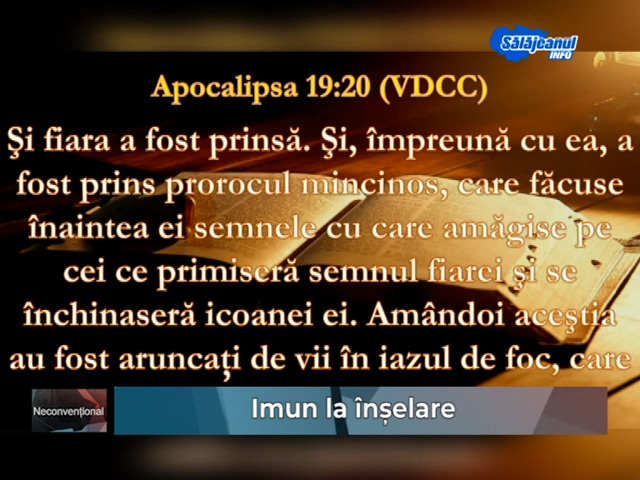 Sălăjeanul
INFO
Apocalipsa 19:20 (VDCC)
Şi fiara a fost prinsă. Şi, împreună cu ea, a
fost prins prorocul mincinos, care făcuse
înaintea ei semnele cu care amăgise pe
cei ce primiseră semnul fiarei şi se
închinaseră icoanei ei. Amândoi aceştia
au fost aruncați de vii în iazul de foc, care
Neconvențional
Imun la înșelare